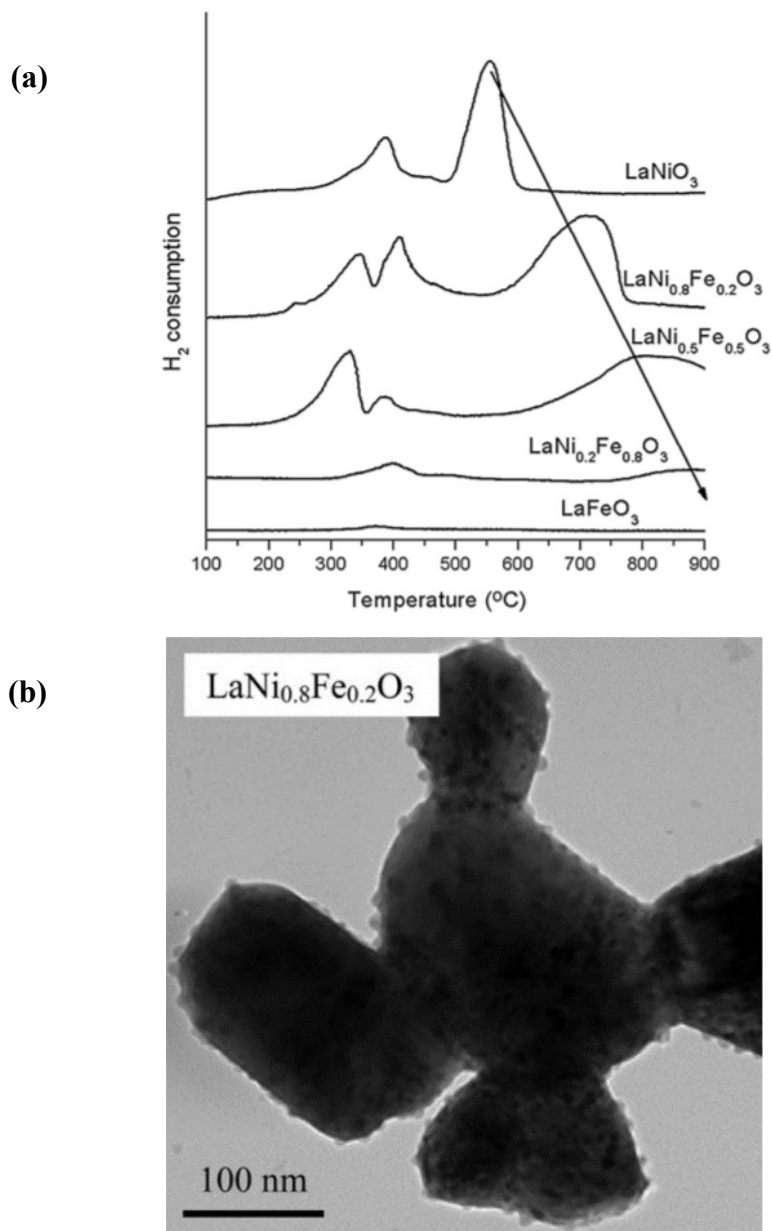 (a)
H₂ consumption
LaNiO₃
LaNi₀.₈Fe₀.₂O₃
LaNi₀.₅Fe₀.₅O₃
LaNi₀.₂Fe₀.₈O₃
LaFeO₃
100 200 300 400 500 600 700 800 900
Temperature (⁰C)
(b)
LaNi₀.₈Fe₀.₂O₃
100 nm